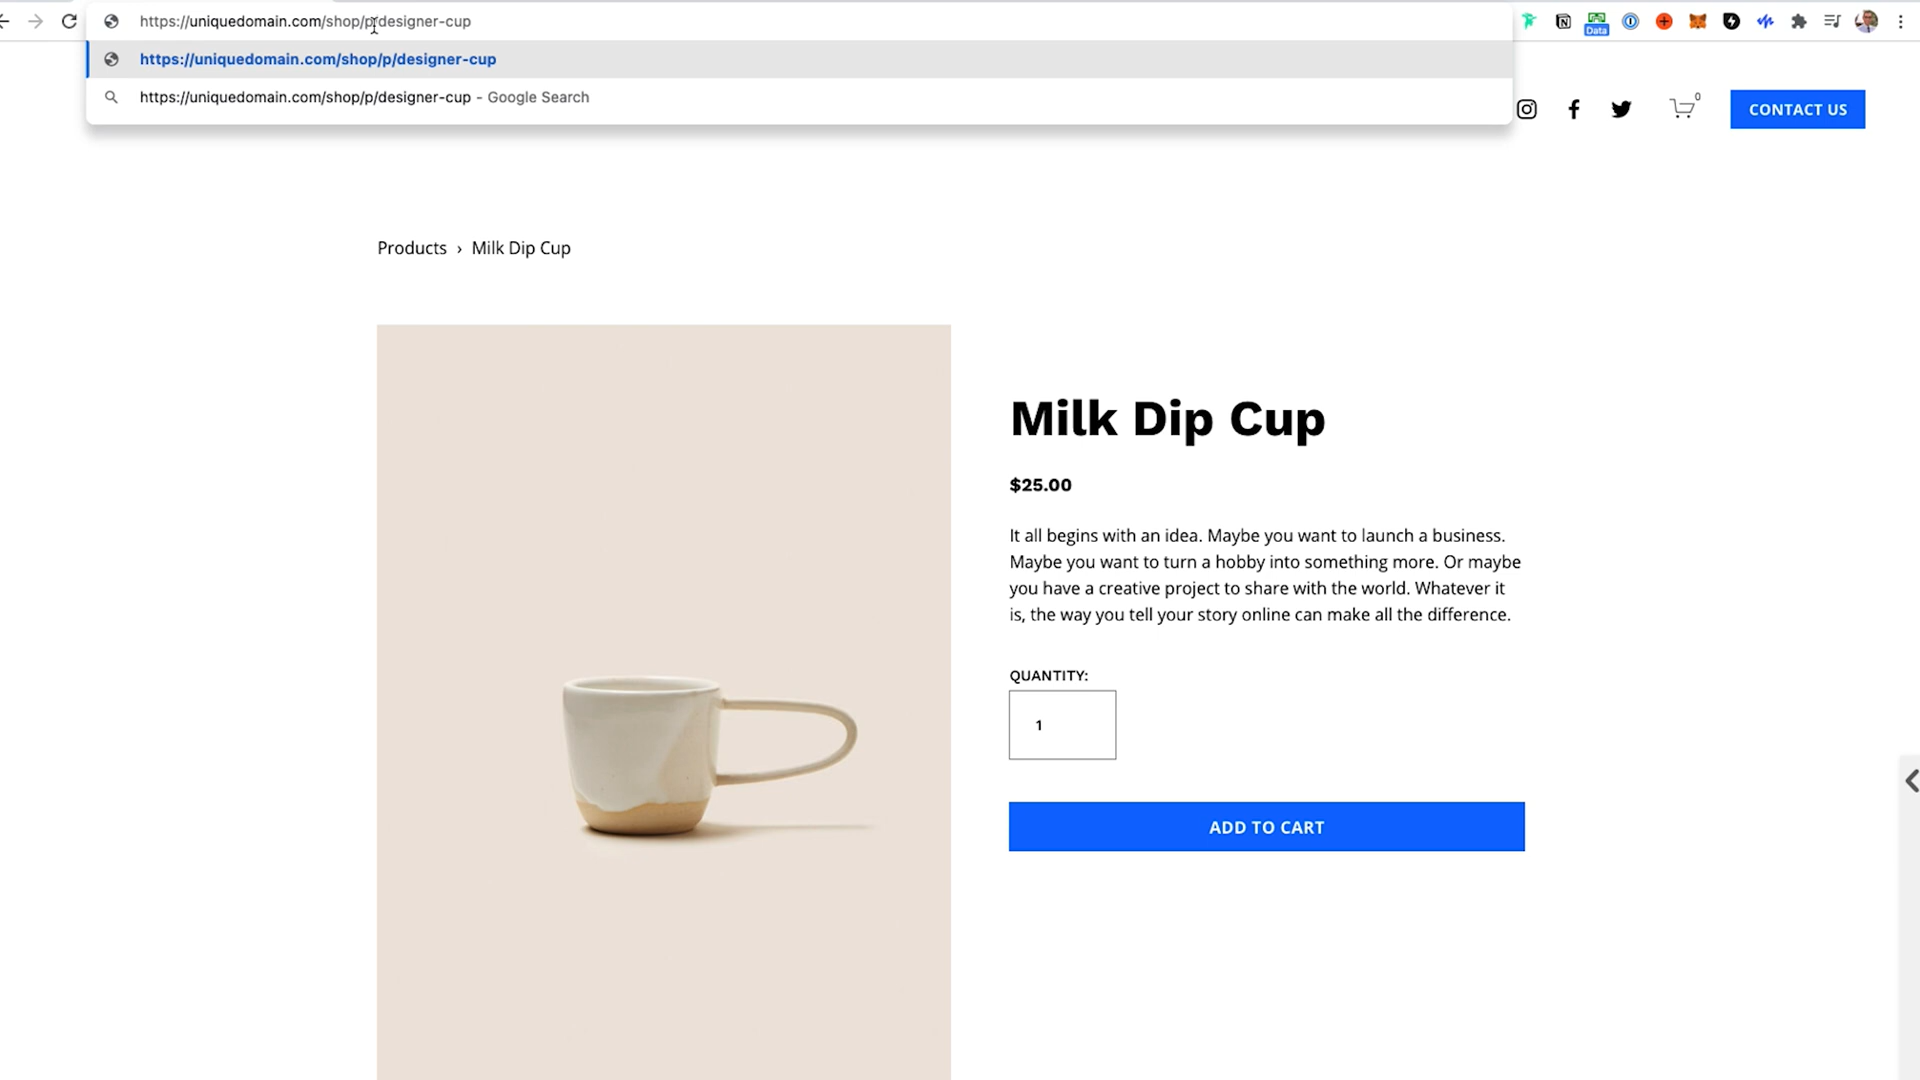 https://uniquedomain.com/shop/p/designer-cup
https://uniquedomain.com/shop/p/designer-cup
https://uniquedomain.com/shop/p/designer-cup - Google Search
Data
0
CONTACT US
Products › Milk Dip Cup
Milk Dip Cup
$25.00
It all begins with an idea. Maybe you want to launch a business.
Maybe you want to turn a hobby into something more. Or maybe
you have a creative project to share with the world. Whatever it
is, the way you tell your story online can make all the difference.
QUANTITY:
1
ADD TO CART